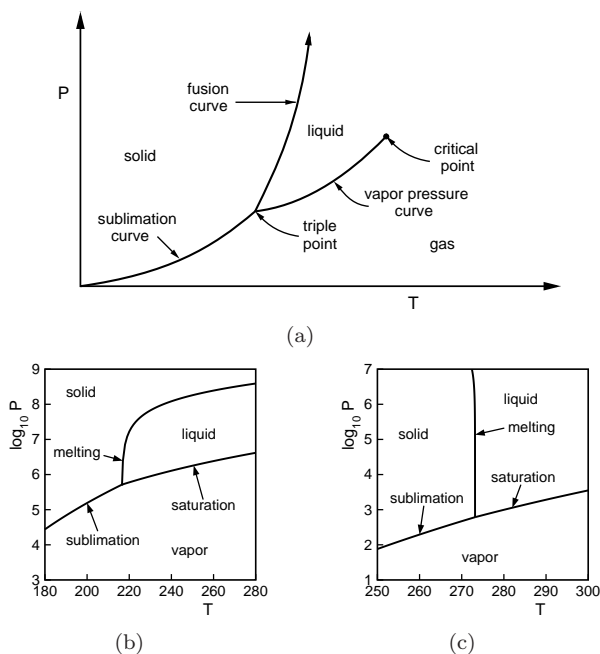 P
fusion
curve
liquid
solid
critical
point
vapor pressure
curve
sublimation
curve
triple
point
gas
T
(a)
9
8
7
6
5
4
3
log10 P
solid
melting
liquid
saturation
sublimation
vapor
180 200 220 240 260 280
T
(b)
7
6
5
4
3
2
1
log10 P
liquid
melting
solid
saturation
sublimation
vapor
250 260 270 280 290 300
T
(c)